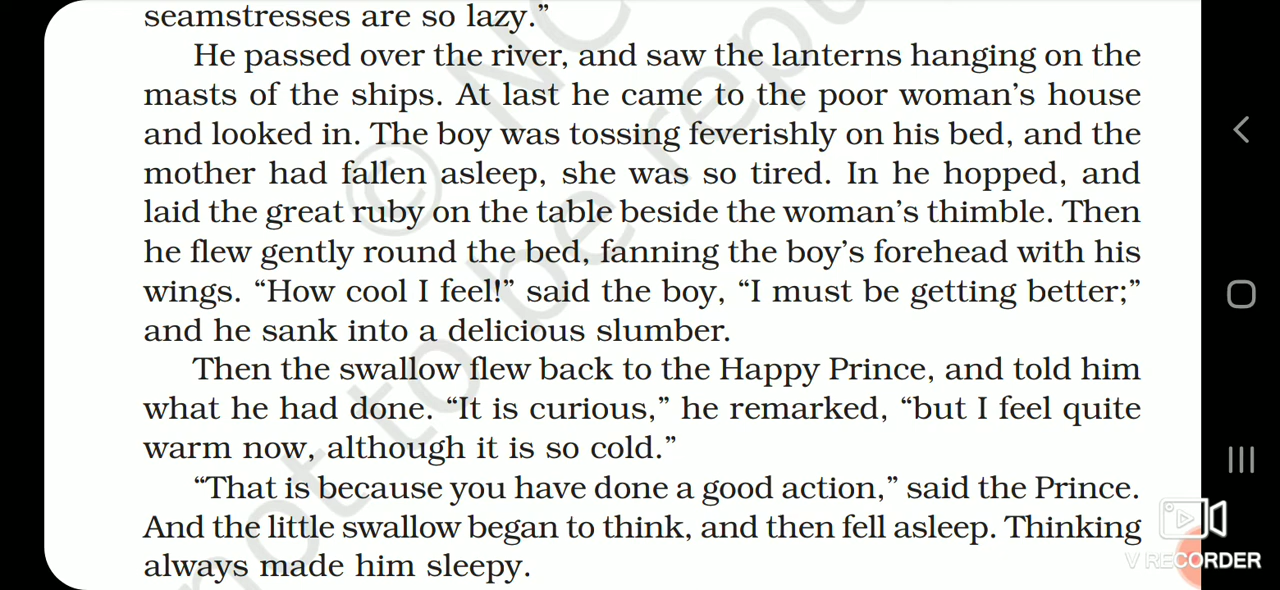 seamstresses are so lazy.”
He passed over the river, and saw the lanterns hanging on the
masts of the ships. At last he came to the poor woman’s house
and looked in. The boy was tossing feverishly on his bed, and the
mother had fallen asleep, she was so tired. In he hopped, and
laid the great ruby on the table beside the woman’s thimble. Then
he flew gently round the bed, fanning the boy’s forehead with his
wings. “How cool I feel!” said the boy, “I must be getting better;”
and he sank into a delicious slumber.
Then the swallow flew back to the Happy Prince, and told him
what he had done. “It is curious,” he remarked, “but I feel quite
warm now, although it is so cold.”
“That is because you have done a good action,” said the Prince.
And the little swallow began to think, and then fell asleep. Thinking
always made him sleepy.
© NC
not to be repu
V RECORDER